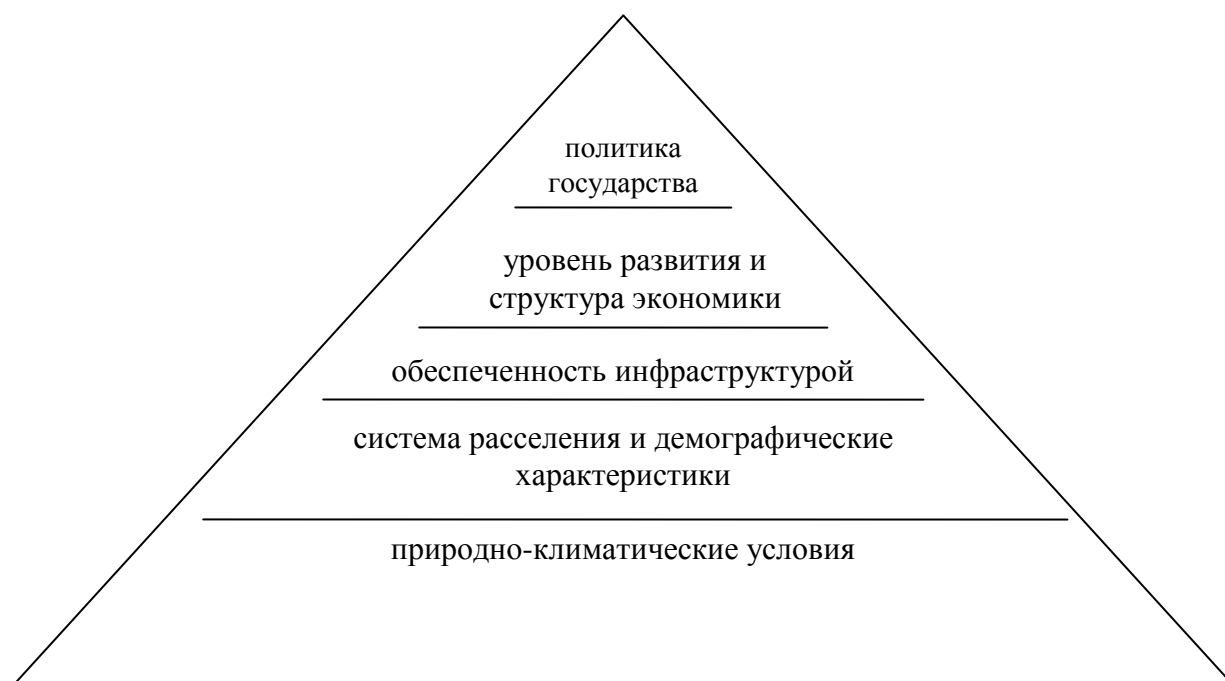 политика
государства
уровень развития и
структура экономики
обеспеченность инфраструктурой
система расселения и демографические
характеристики
природно-климатические условия